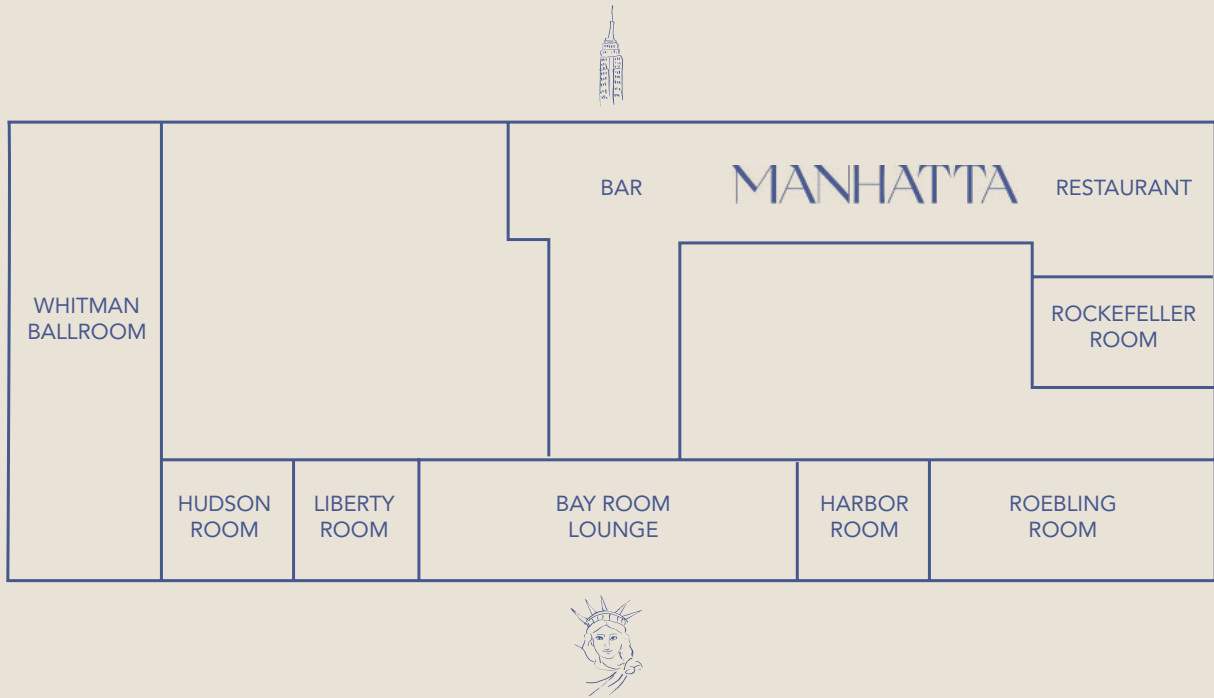 BAR
MANHATTA
RESTAURANT
WHITMAN
BALLROOM
ROCKEFELLER
ROOM
HUDSON
ROOM
LIBERTY
ROOM
BAY ROOM
LOUNGE
HARBOR
ROOM
ROEBLING
ROOM